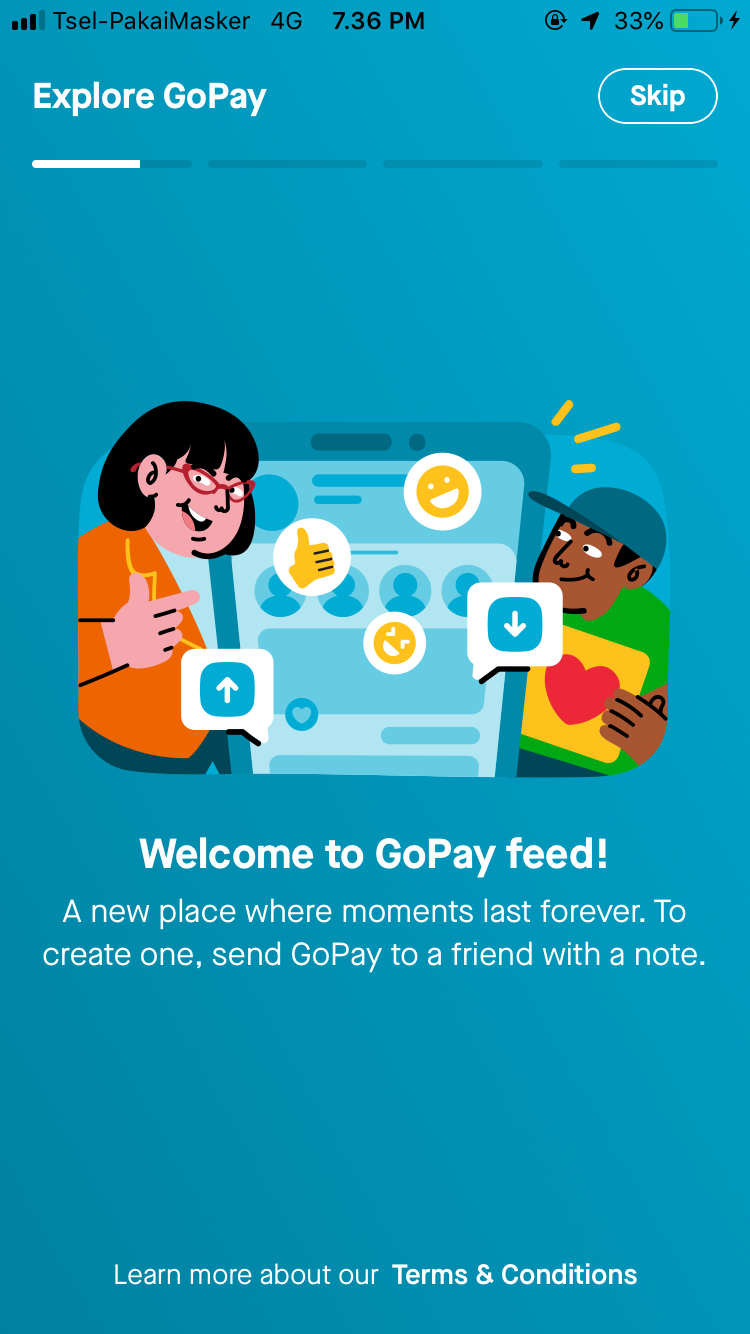 Tsel-PakaiMasker 4G 7.36 PM 33%
Explore GoPay Skip
Welcome to GoPay feed!
A new place where moments last forever. To
create one, send GoPay to a friend with a note.
Learn more about our Terms & Conditions